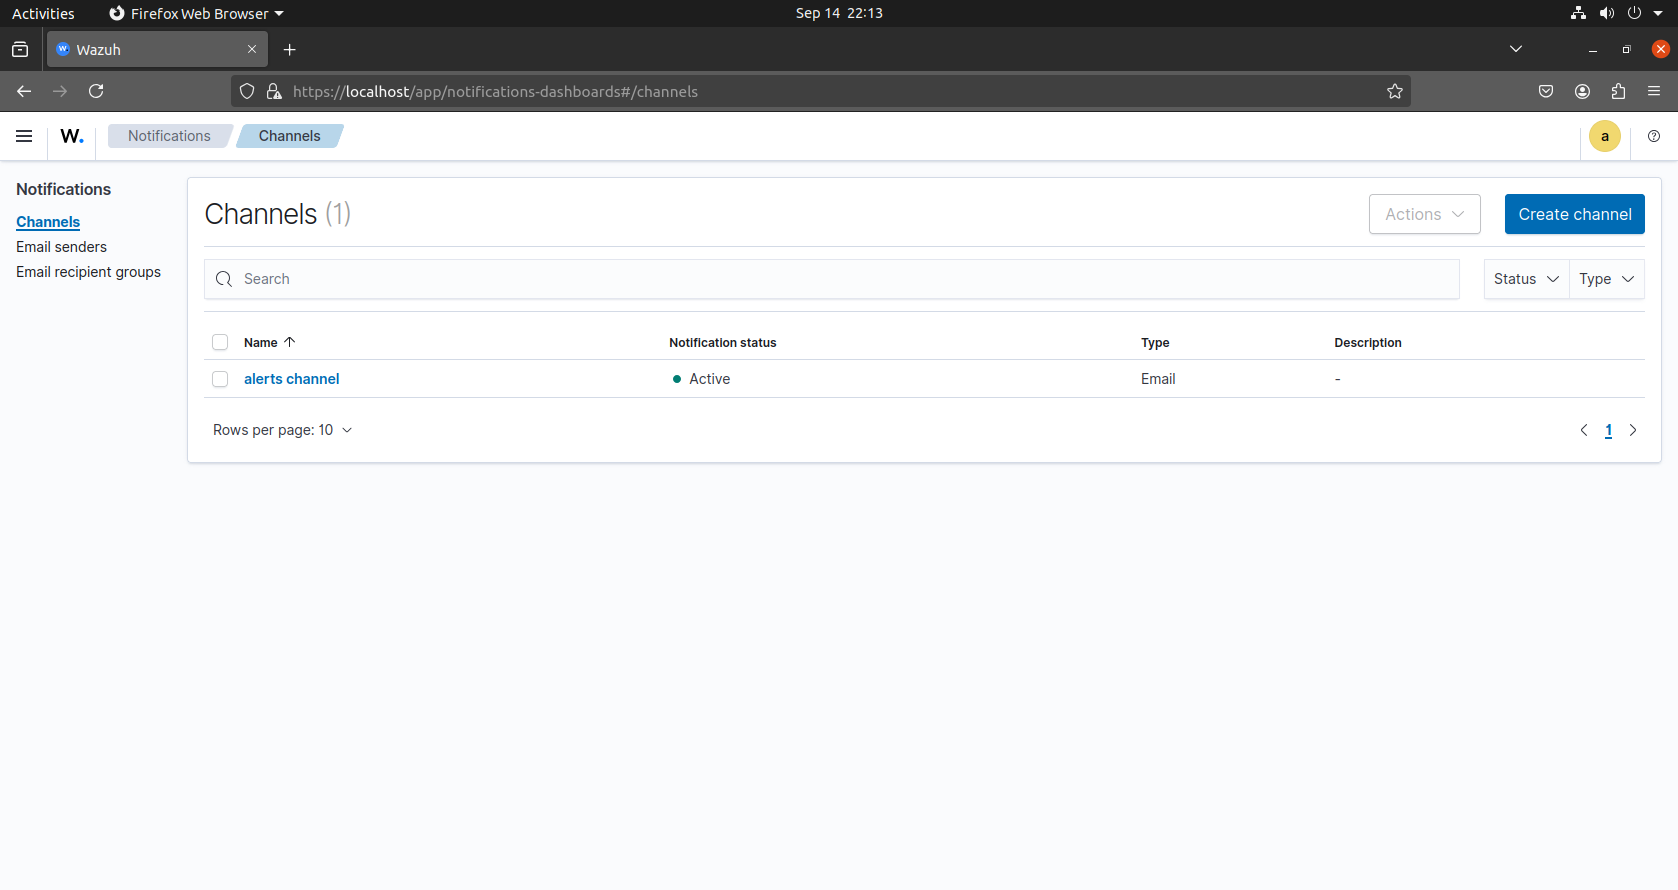 Activities
Firefox Web Browser
Sep 14 22:13
Wazuh
https://localhost/app/notifications-dashboards#/channels
W.
Notifications
Channels
a
Notifications
Channels
Email senders
Email recipient groups
Channels (1)
Actions
Create channel
Search
Status
Type
Name
Notification status
Type
Description
alerts channel
Active
Email
-
Rows per page: 10
1